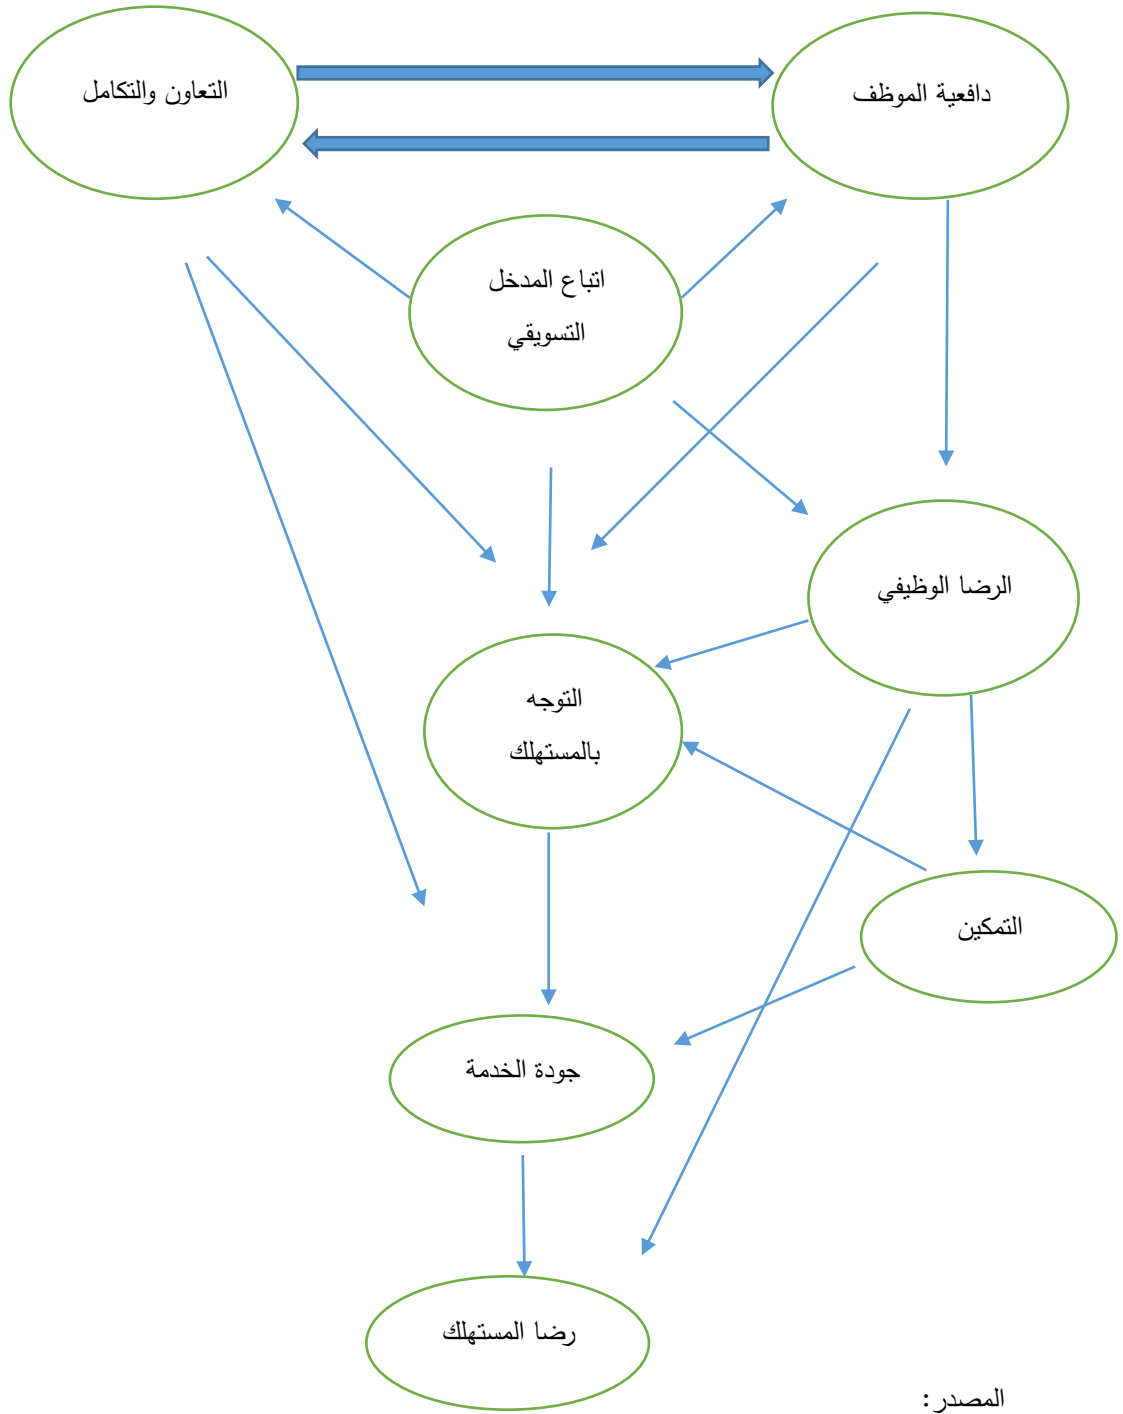 دافعية الموظف
التعاون والتكامل
اتباع المدخل
التسويقي
الرضا الوظيفي
التوجه
بالمستهلك
التمكين
جودة الخدمة
رضا المستهلك
المصدر: